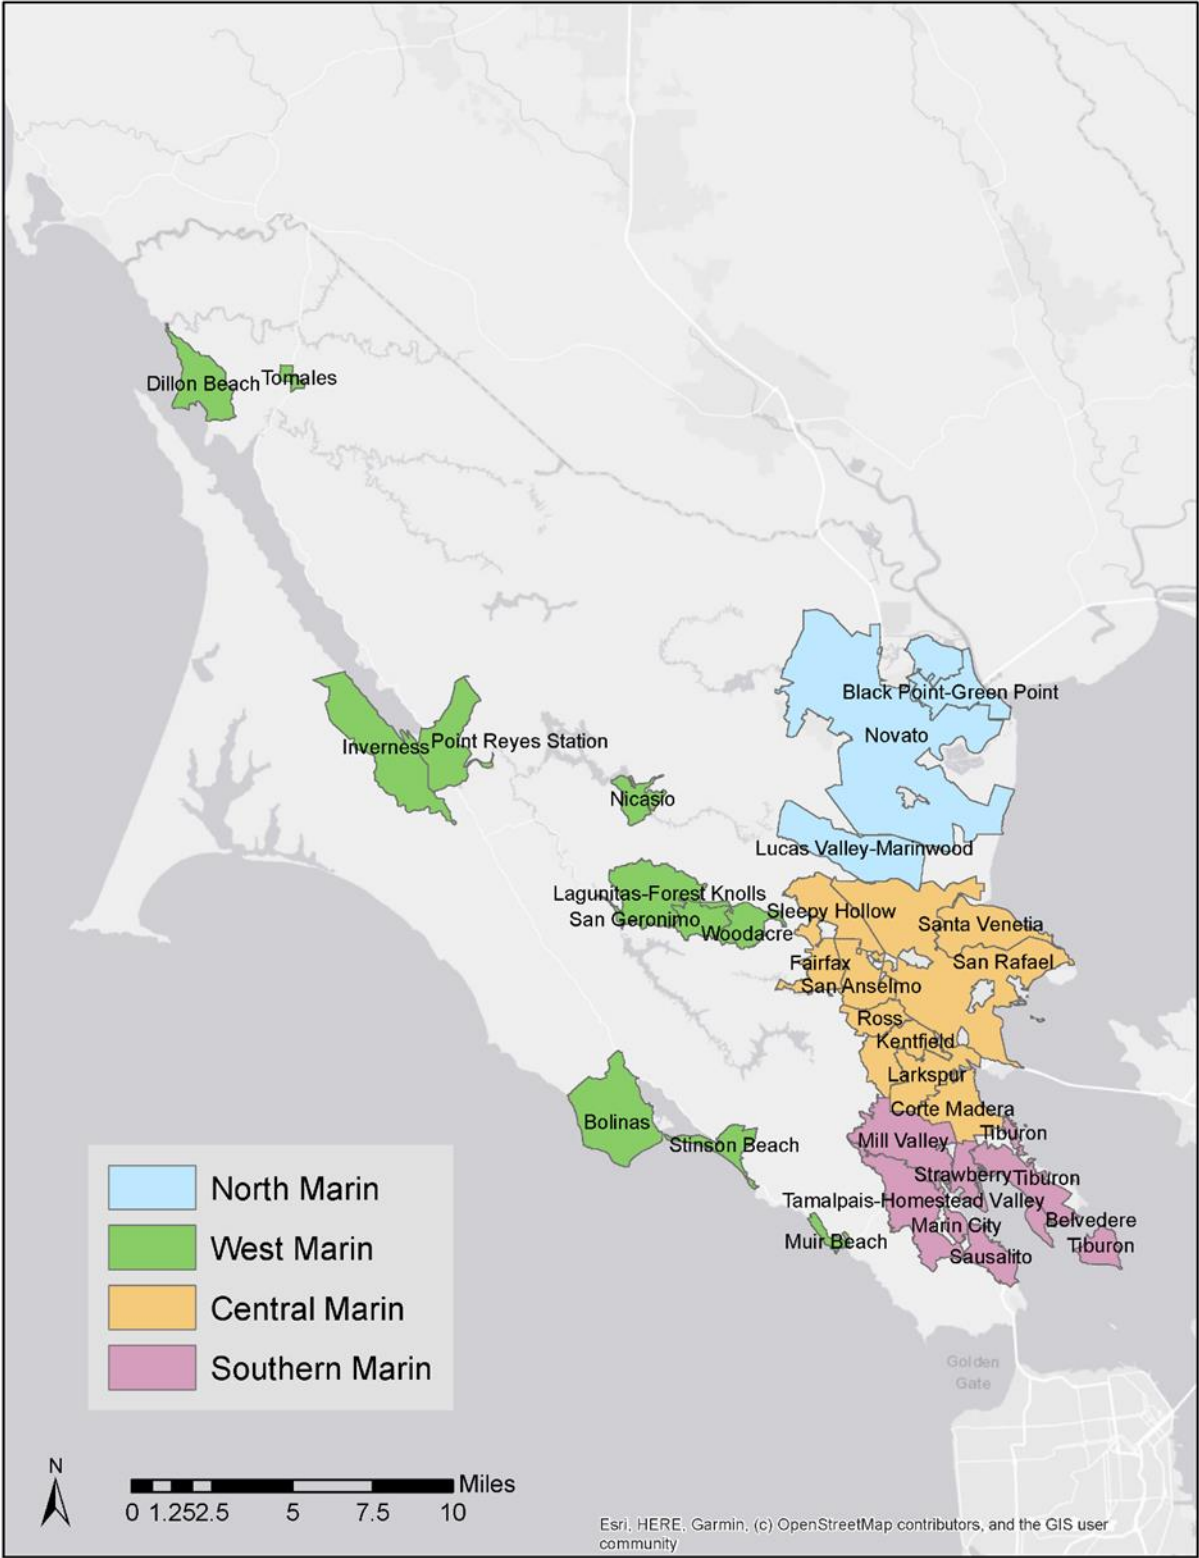 Dillon Beach
Tomales
Black Point-Green Point
Novato
Inverness
Point Reyes Station
Nicasio
Lucas Valley-Marinwood
Lagunitas-Forest Knolls
San Geronimo
Woodacre
Sleepy Hollow
Santa Venetia
Fairfax
San Rafael
San Anselmo
Ross
Kentfield
Larkspur
Corte Madera
Bolinas
Stinson Beach
Mill Valley
Tiburon
Strawberry
Tiburon
Tamalpais-Homestead Valley
Marin City
Belvedere
Muir Beach
Sausalito
Tiburon
North Marin
West Marin
Central Marin
Southern Marin
Golden
Gate
N
Miles
0 1.25 2.5 5 7.5 10
Esri, HERE, Garmin, (c) OpenStreetMap contributors, and the GIS user
community